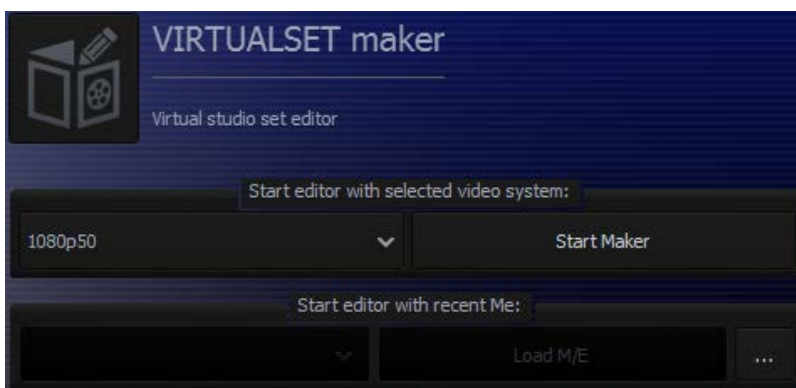 VIRTUALSET maker
Virtual studio set editor
Start editor with selected video system:
1080p50
Start Maker
Start editor with recent Me:
Load M/E
...